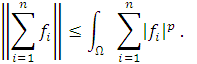 ‖∑_{i=1}^{n} f_i‖ ≤ ∫_Ω ∑_{i=1}^{n} |f_i|^p .